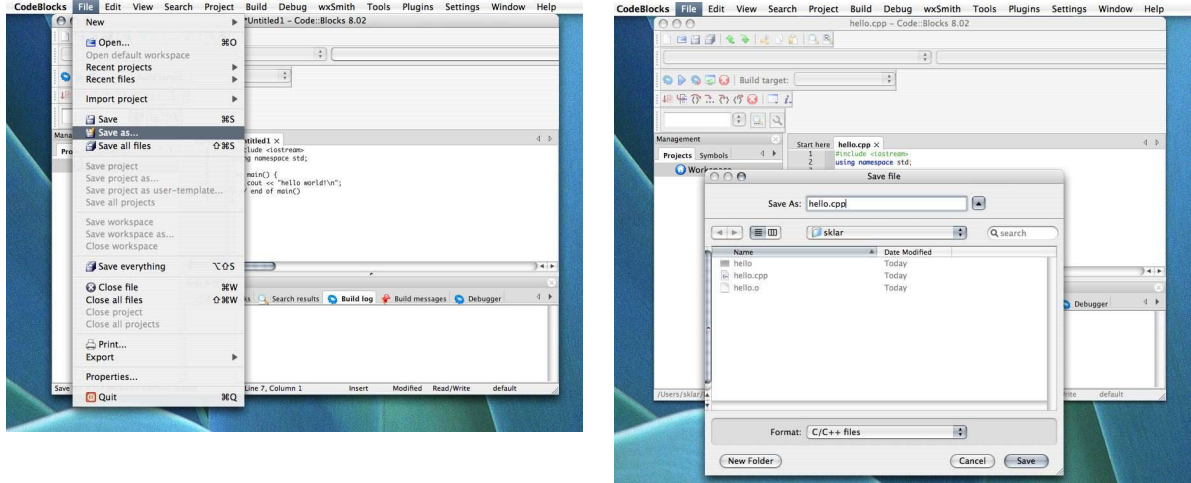 CodeBlocks File Edit View Search Project Build Debug wxSmith Tools Plugins Settings Window Help
*Untitled1 – Code::Blocks 8.02
New
Open... ⌘O
Open default workspace
Recent projects
Recent files
Import project
Save ⌘S
Save as...
Save all files ⇧⌘S
Save project
Save project as...
Save project as user-template...
Save all projects
Save workspace
Save workspace as...
Close workspace
Save everything ⌥⇧S
Close file ⌘W
Close all files ⇧⌘W
Close project
Close all projects
Print...
Export
Properties...
Quit ⌘Q
Mana
Pro
ntitled1 ×
clude <iostream>
ng namespace std;
main() {
cout << "hello world!\n";
/ end of main()
ks Search results Build log Build messages Debugger
Save Line 7, Column 1 Insert Modified Read/Write default
CodeBlocks File Edit View Search Project Build Debug wxSmith Tools Plugins Settings Window Help
hello.cpp – Code::Blocks 8.02
Build target:
Management
Projects Symbols
Workspace
Start here hello.cpp ×
1 #include <iostream>
2 using namespace std;
Save file
Save As: hello.cpp
sklar
search
Name Date Modified
hello Today
hello.cpp Today
hello.o Today
Debugger
/Users/sklar/ default
Format: C/C++ files
New Folder Cancel Save